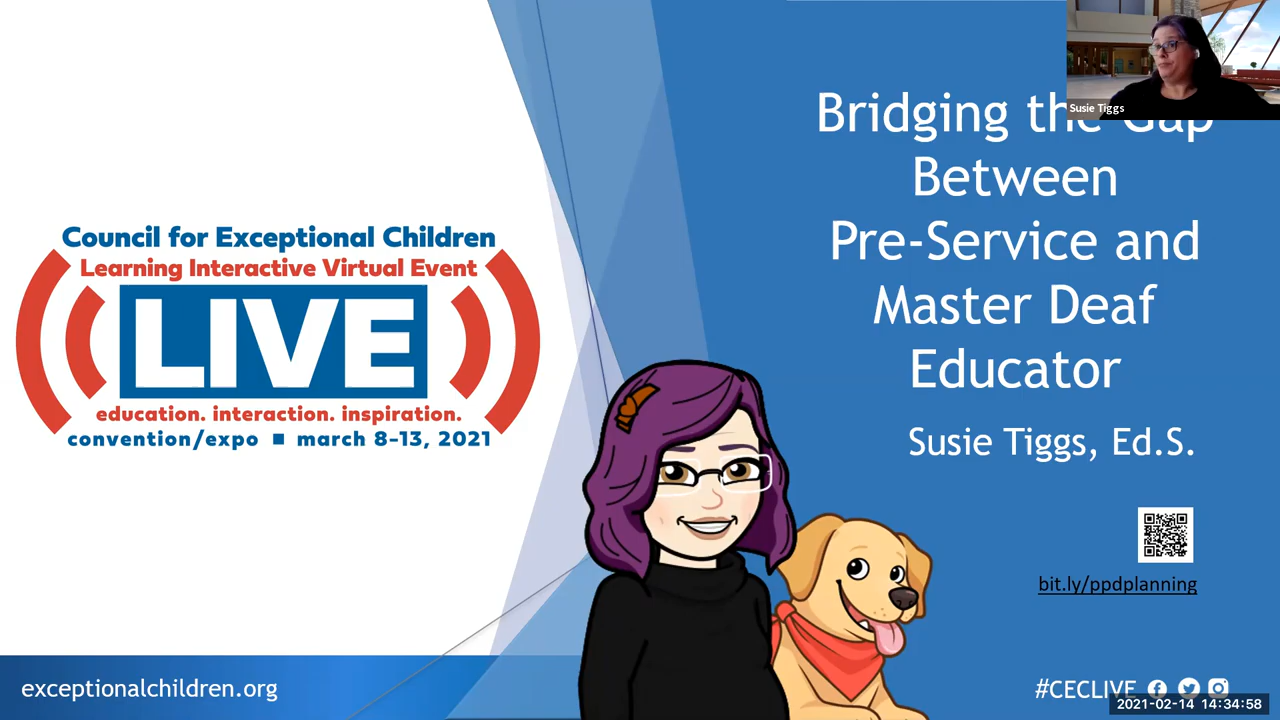 Susie Tiggs
Bridging the Gap
Between
Pre-Service and
Master Deaf
Educator
Susie Tiggs, Ed.S.
bit.ly/ppdplanning
Council for Exceptional Children
Learning Interactive Virtual Event
LIVE
education. interaction. inspiration.
convention/expo ■ march 8-13, 2021
exceptionalchildren.org
#CECLIVE
2021-02-14 14:34:58